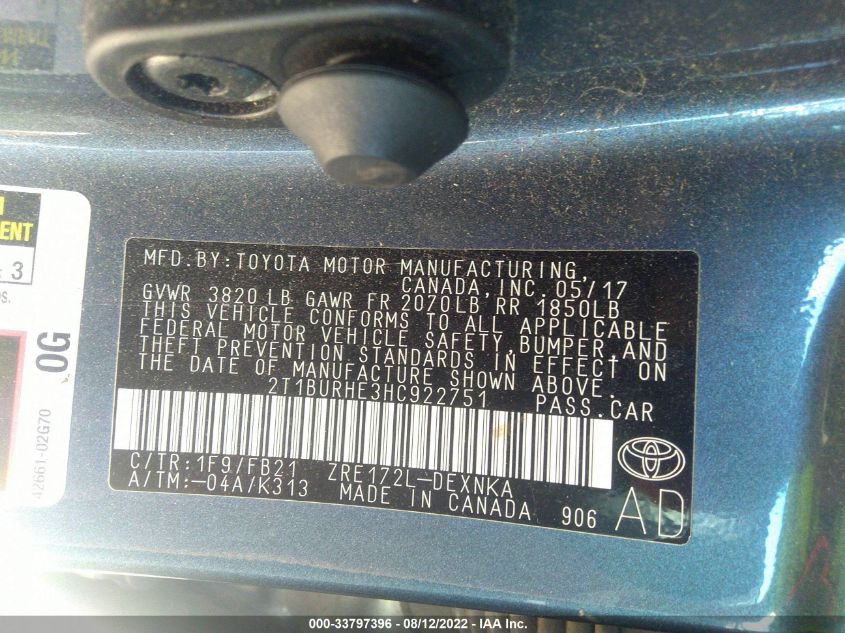 ENT
3
0G
42661-02G70
MFD.BY:TOYOTA MOTOR MANUFACTURING,
CANADA,INC. 05/17
GVWR 3820 LB GAWR FR 2070LB RR 1850LB
THIS VEHICLE CONFORMS TO ALL APPLICABLE
FEDERAL MOTOR VEHICLE SAFETY,BUMPER,AND
THEFT PREVENTION STANDARDS IN EFFECT ON
THE DATE OF MANUFACTURE SHOWN ABOVE.
2T1BURHE3HC922751 PASS.CAR
C/TR:1F9/FB21 ZRE172L-DEXNKA
A/TM:-04A/K313 MADE IN CANADA 906 AD
000-33797396 - 08/12/2022 - © IAA, Inc.